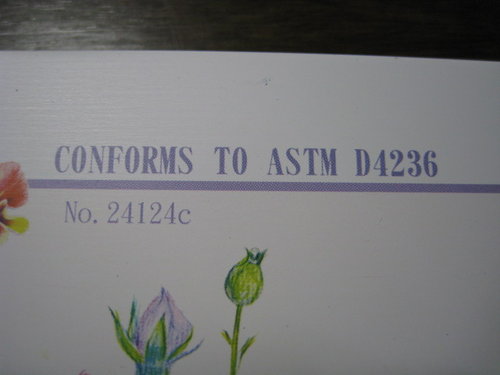 CONFORMS TO ASTM D4236
No. 24124c